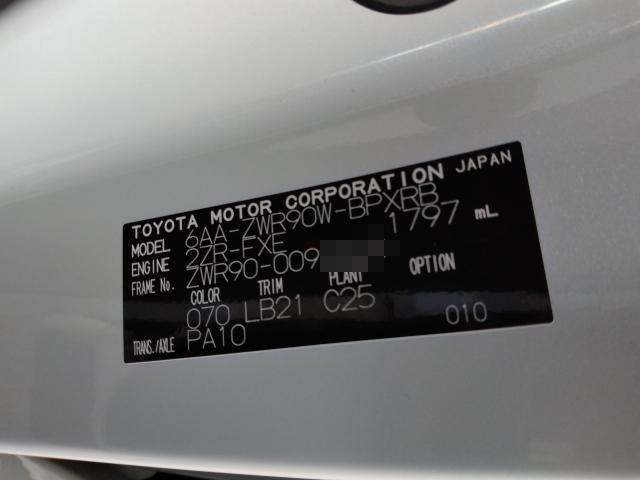 TOYOTA MOTOR CORPORATION JAPAN
MODEL 6AA-ZWR90W-BPXRB
ENGINE 2ZR-FXE 1797 mL
FRAME No. ZWR90-009
COLOR TRIM PLANT OPTION
070 LB21 C25
TRANS./AXLE PA10 010